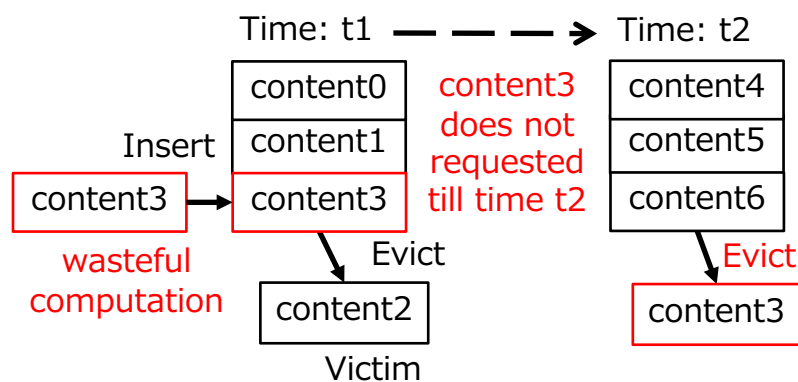 Time: t1
Time: t2
content0
content1
content3
Insert
content3
wasteful
computation
Evict
content2
Victim
content3
does not
requested
till time t2
content4
content5
content6
Evict
content3